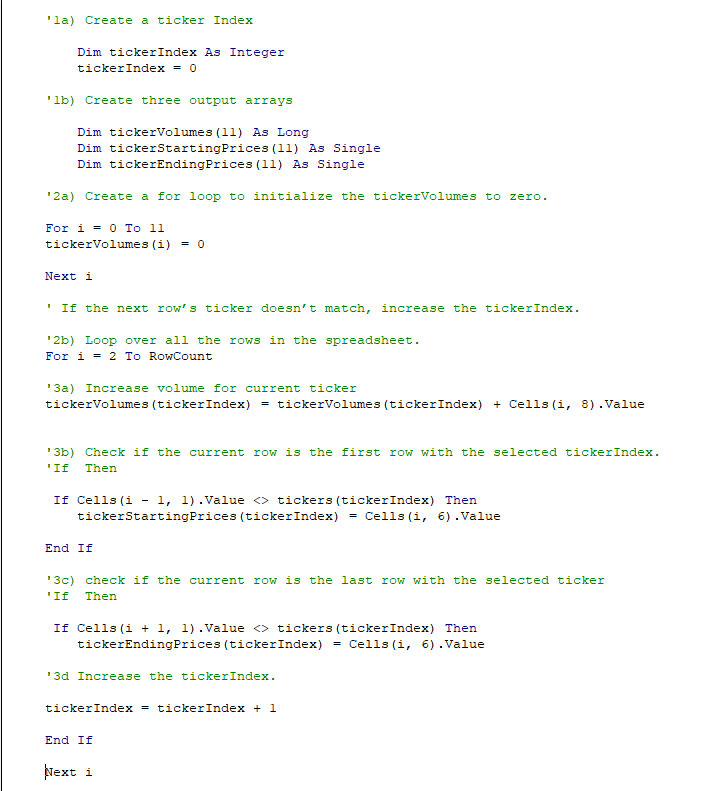 '1a) Create a ticker Index
Dim tickerIndex As Integer
tickerIndex = 0
'1b) Create three output arrays
Dim tickerVolumes(11) As Long
Dim tickerStartingPrices(11) As Single
Dim tickerEndingPrices(11) As Single
'2a) Create a for loop to initialize the tickerVolumes to zero.
For i = 0 To 11
tickerVolumes(i) = 0
Next i
' If the next row’s ticker doesn’t match, increase the tickerIndex.
'2b) Loop over all the rows in the spreadsheet.
For i = 2 To RowCount
'3a) Increase volume for current ticker
tickerVolumes(tickerIndex) = tickerVolumes(tickerIndex) + Cells(i, 8).Value
'3b) Check if the current row is the first row with the selected tickerIndex.
'If  Then
If Cells(i - 1, 1).Value <> tickers(tickerIndex) Then
tickerStartingPrices(tickerIndex) = Cells(i, 6).Value
End If
'3c) check if the current row is the last row with the selected ticker
'If  Then
If Cells(i + 1, 1).Value <> tickers(tickerIndex) Then
tickerEndingPrices(tickerIndex) = Cells(i, 6).Value
'3d Increase the tickerIndex.
tickerIndex = tickerIndex + 1
End If
Next i